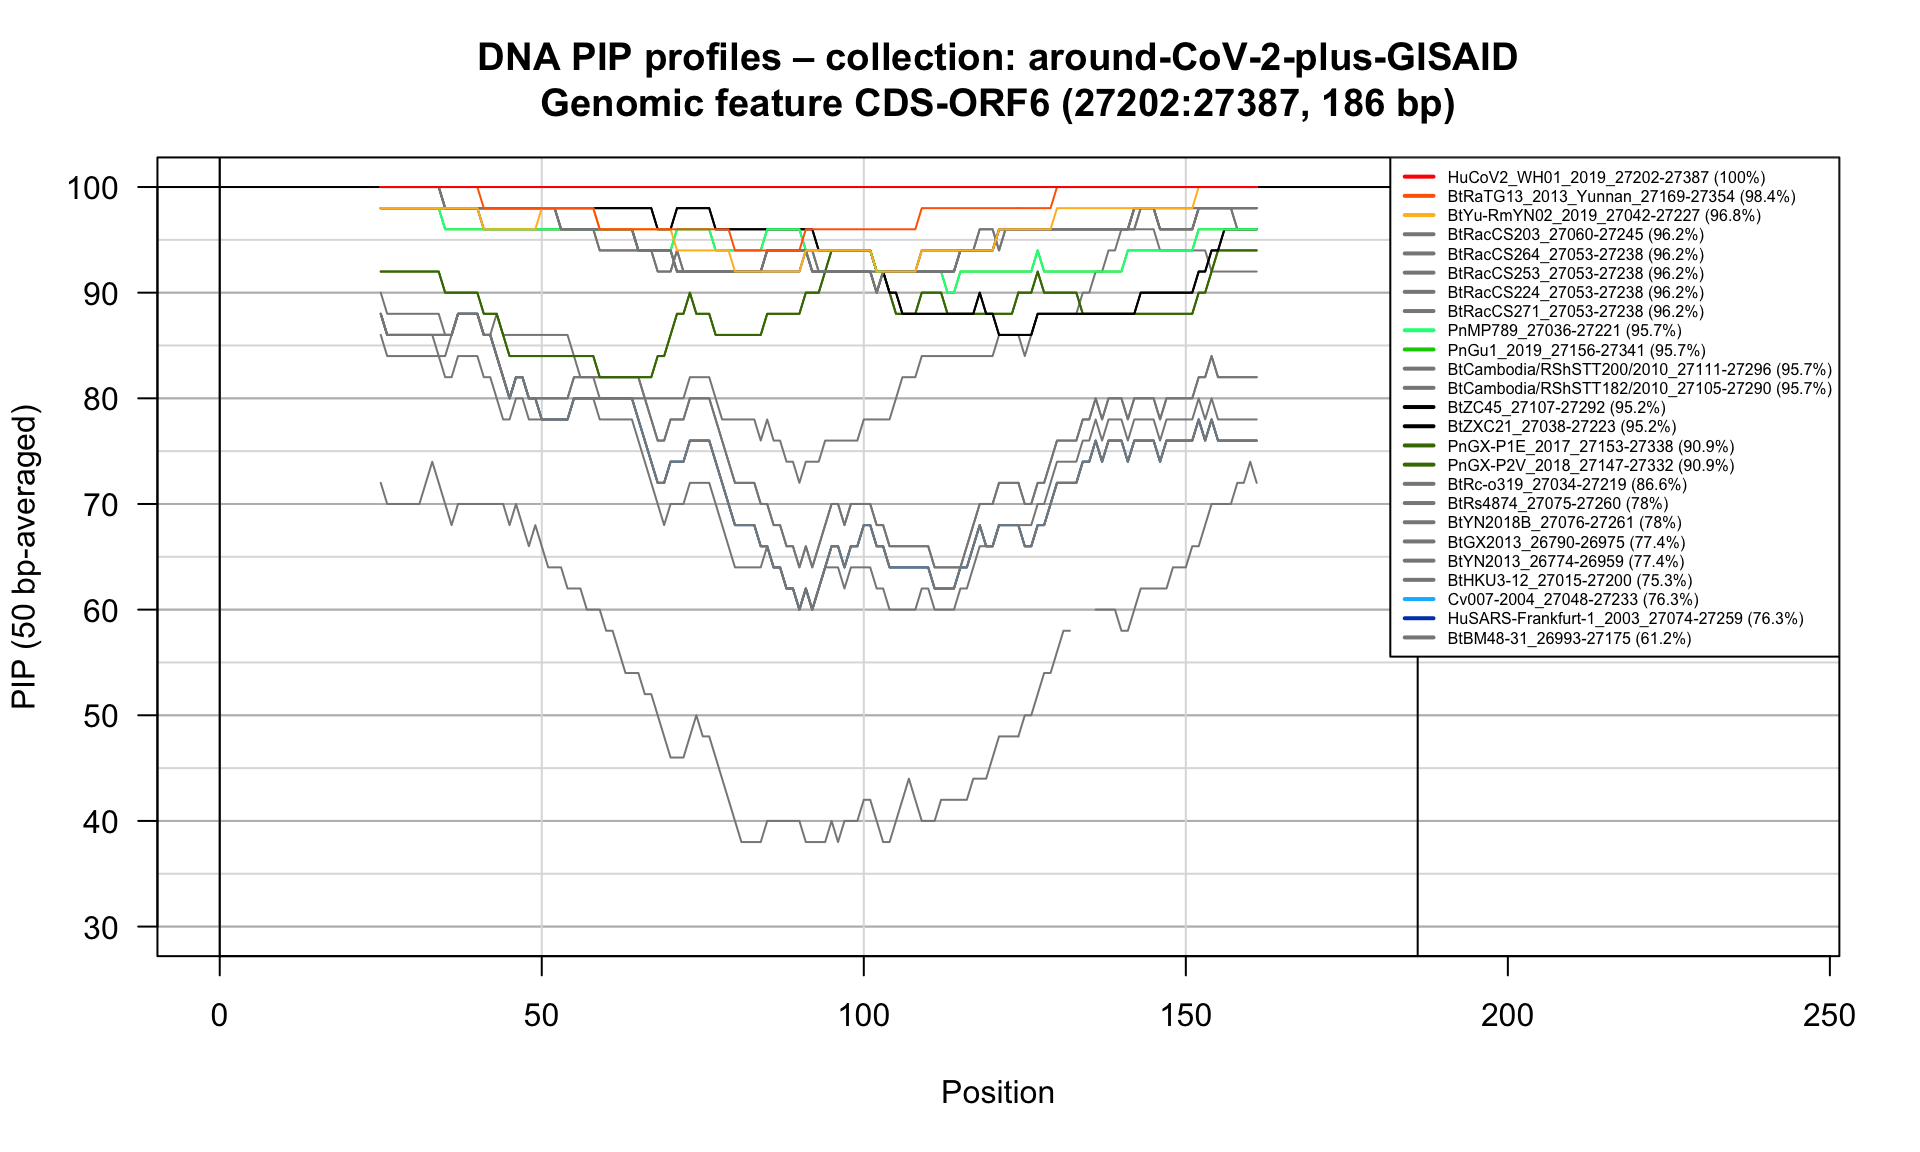 DNA PIP profiles – collection: around-CoV-2-plus-GISAID
Genomic feature CDS-ORF6 (27202:27387, 186 bp)
PIP (50 bp-averaged)
100
90
80
70
60
50
40
30
HuCoV2_WH01_2019_27202-27387 (100%)
BtRaTG13_2013_Yunnan_27169-27354 (98.4%)
BtYu-RmYN02_2019_27042-27227 (96.8%)
BtRacCS203_27060-27245 (96.2%)
BtRacCS264_27053-27238 (96.2%)
BtRacCS253_27053-27238 (96.2%)
BtRacCS224_27053-27238 (96.2%)
BtRacCS271_27053-27238 (96.2%)
PnMP789_27036-27221 (95.7%)
PnGu1_2019_27156-27341 (95.7%)
BtCambodia/RShSTT200/2010_27111-27296 (95.7%)
BtCambodia/RShSTT182/2010_27105-27290 (95.7%)
BtZC45_27107-27292 (95.2%)
BtZXC21_27038-27223 (95.2%)
PnGX-P1E_2017_27153-27338 (90.9%)
PnGX-P2V_2018_27147-27332 (90.9%)
BtRc-o319_27034-27219 (86.6%)
BtRs4874_27075-27260 (78%)
BtYN2018B_27076-27261 (78%)
BtGX2013_26790-26975 (77.4%)
BtYN2013_26774-26959 (77.4%)
BtHKU3-12_27015-27200 (75.3%)
Cv007-2004_27048-27233 (76.3%)
HuSARS-Frankfurt-1_2003_27074-27259 (76.3%)
BtBM48-31_26993-27175 (61.2%)
0
50
100
150
200
250
Position